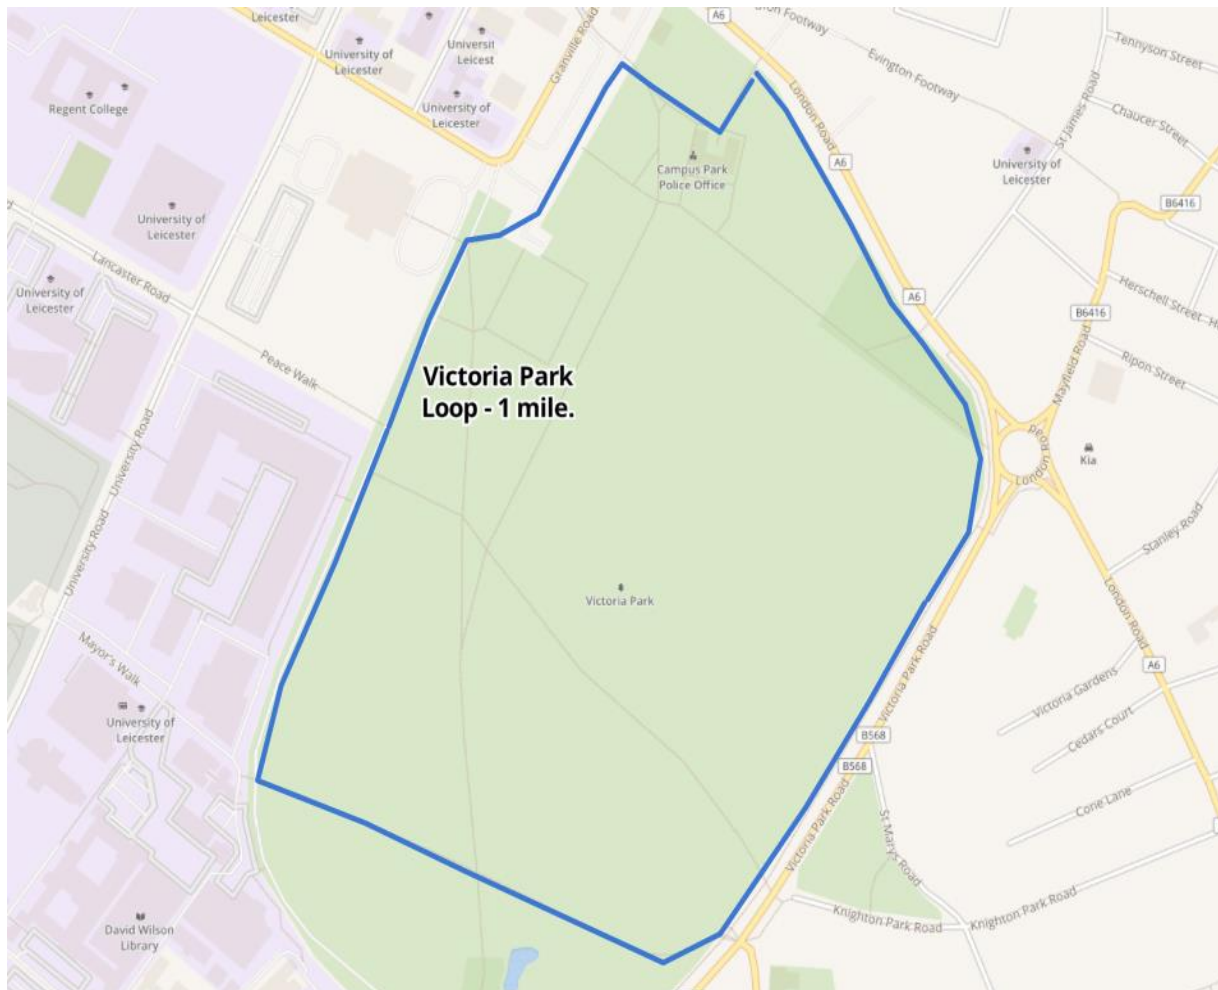 Leicester
University of
Leicester
Universit
Leicest
University of
Leicester
Granville Road
Regent College
University of
Leicester
A6
Footway
Evington Footway
London Road
A6
Tennyson Street
St James Road
Chaucer Street
University of
Leicester
B6416
Campus Park
Police Office
Lancaster Road
University of
Leicester
Peace Walk
A6
Herschell Street
B6416
Ripon Street
Mayfield Road
Victoria Park
Loop - 1 mile.
University Road
University Road
London Road
Kia
Stanley Road
Victoria Park
London Road
Mayor's Walk
Victoria Park Road
A6
Victoria Gardens
University of
Leicester
Cedars Court
B568
B568
Cone Lane
Victoria Park Road
St Mary's Road
Knighton Park Road
Knighton Park Road
David Wilson
Library